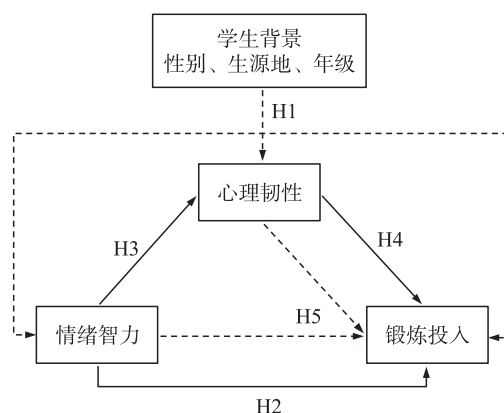 学生背景
性别、生源地、年级
H1
心理韧性
H3
H4
H5
情绪智力
锻炼投入
H2